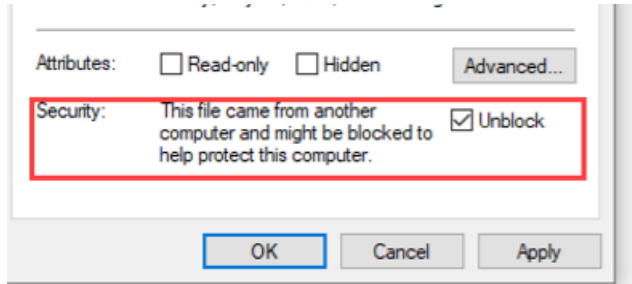 Attributes: Read-only Hidden Advanced...
Security: This file came from another
computer and might be blocked to
help protect this computer.
Unblock
OK Cancel Apply